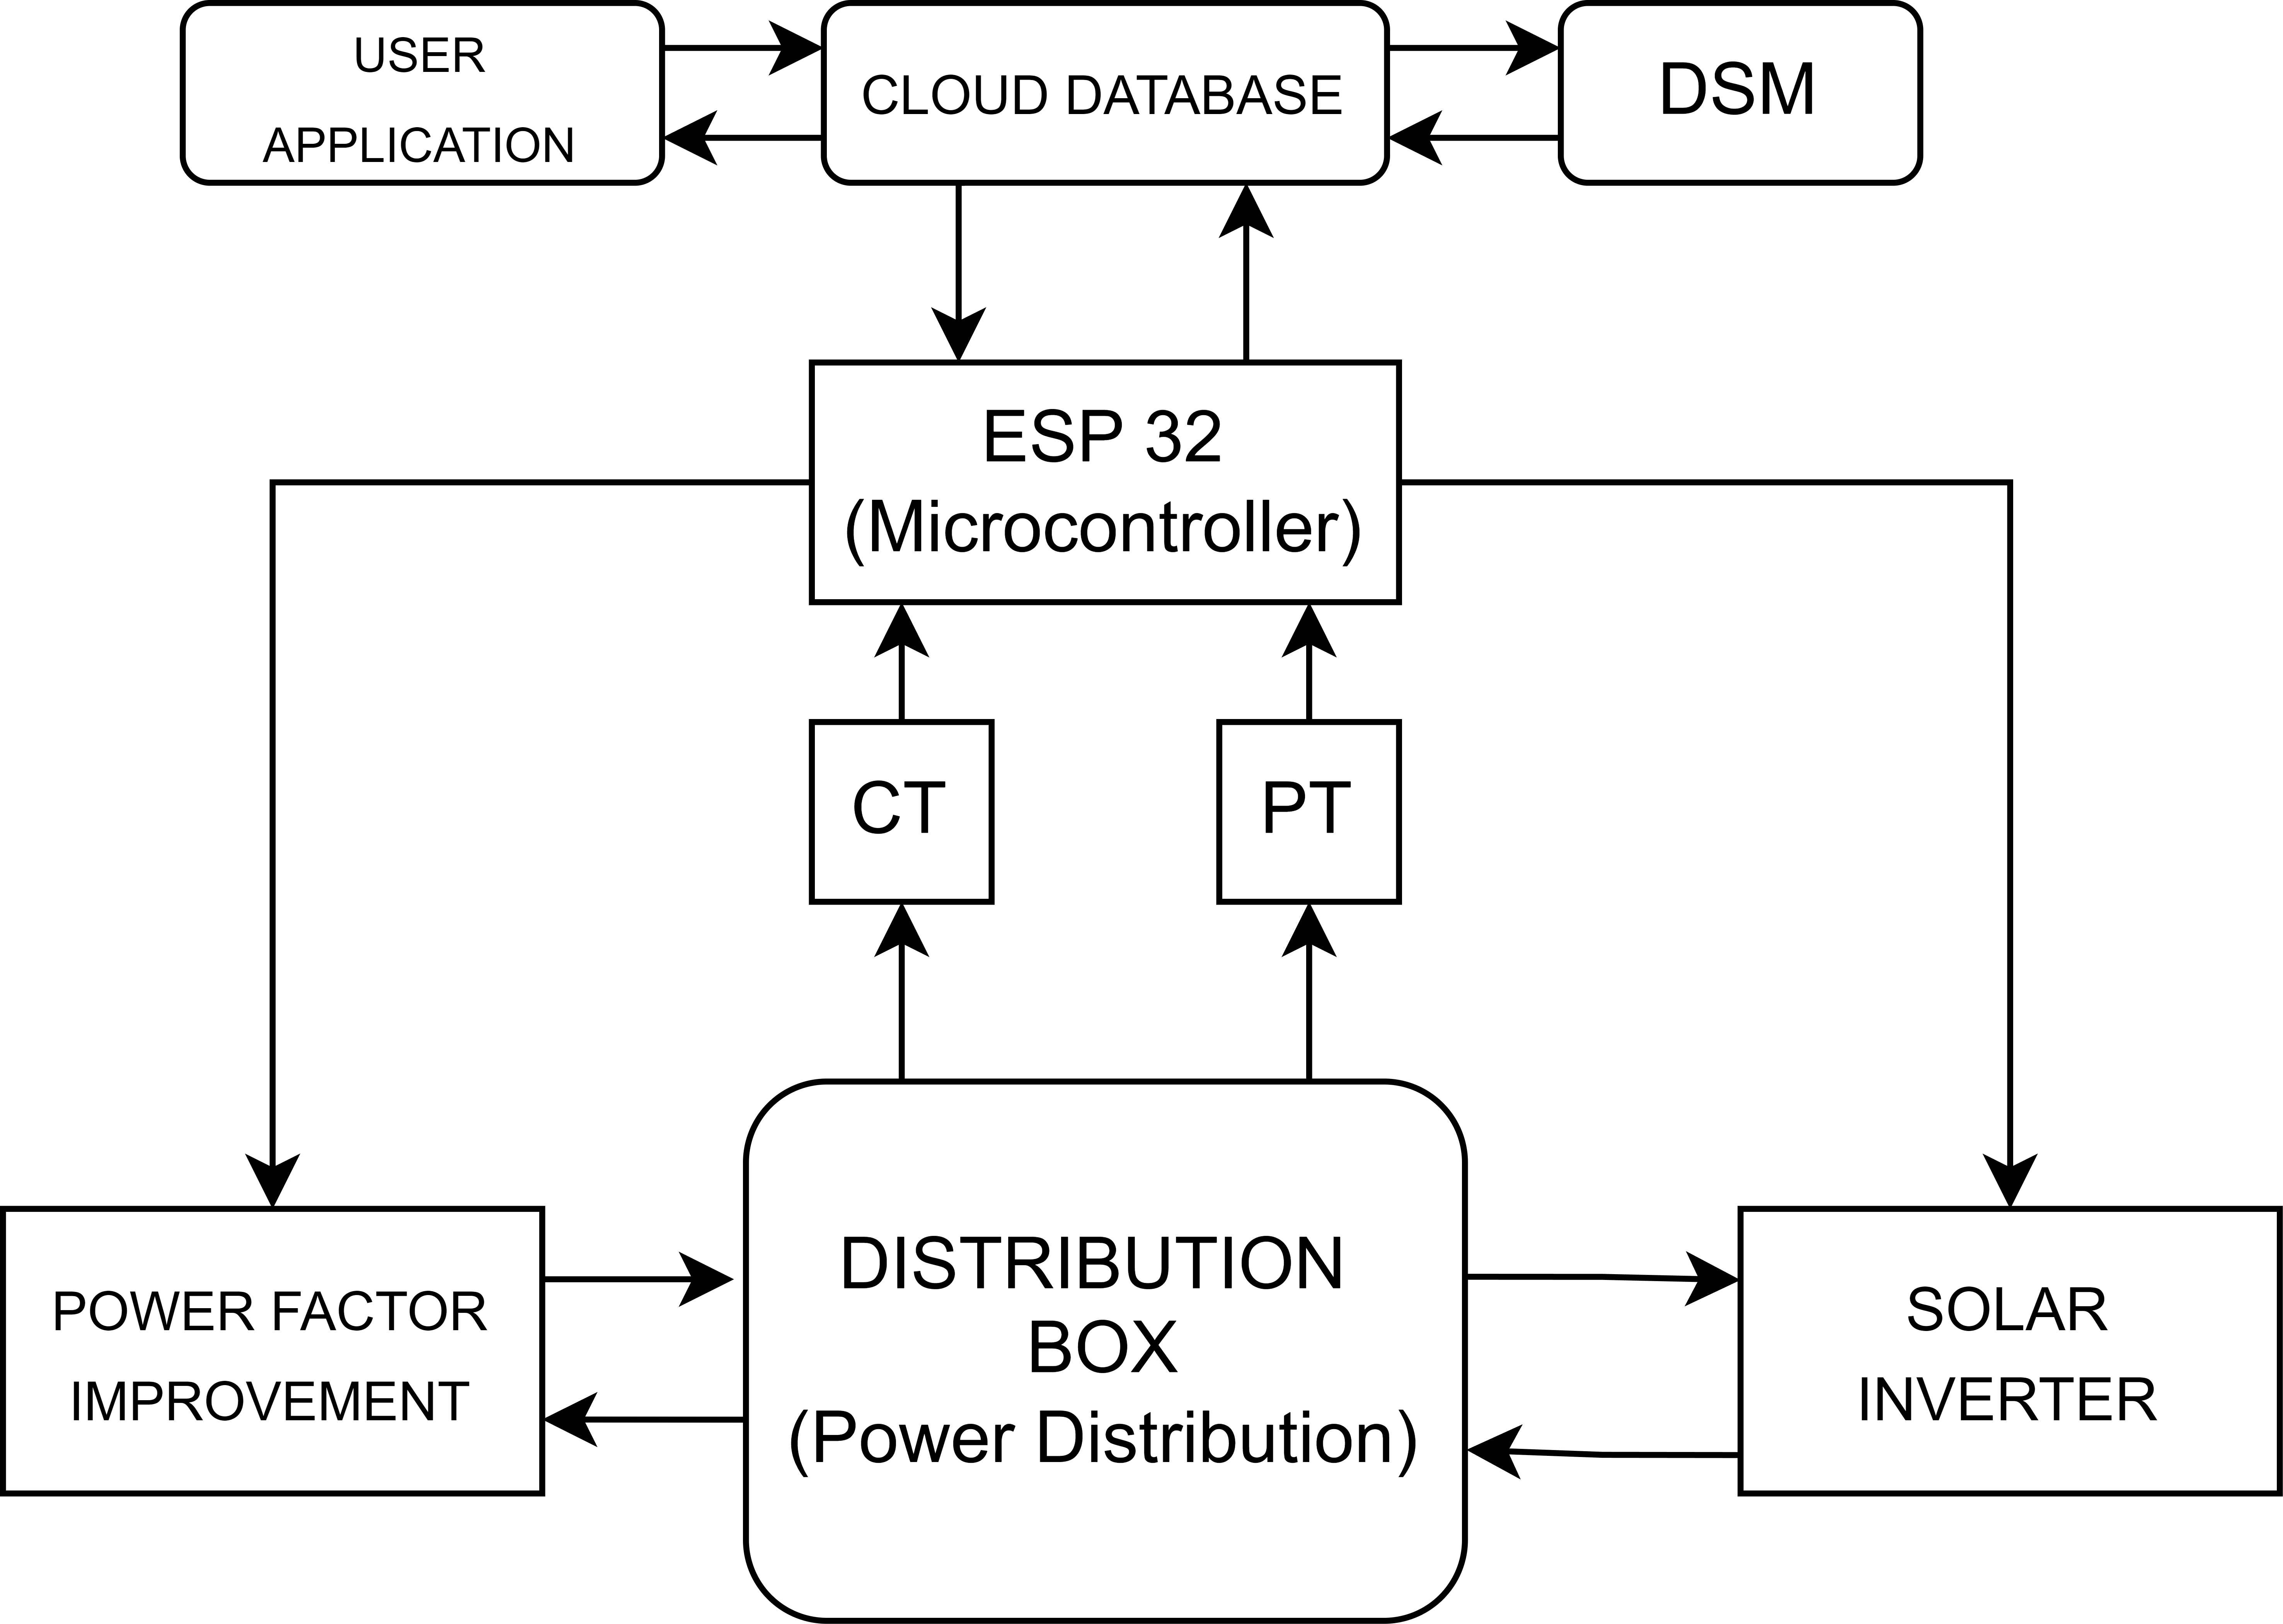 USER
APPLICATION
CLOUD DATABASE
DSM
ESP 32
(Microcontroller)
CT
PT
POWER FACTOR
IMPROVEMENT
DISTRIBUTION
BOX
(Power Distribution)
SOLAR
INVERTER